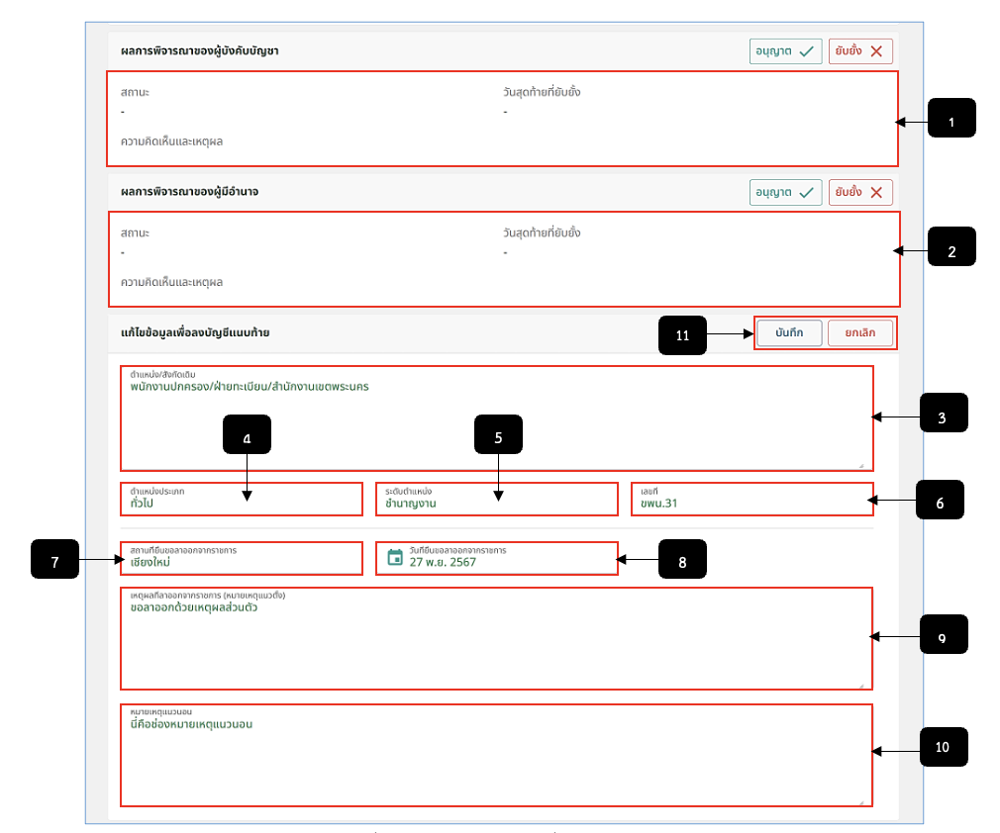 ผลการพิจารณาของผู้บังคับบัญชา อนุญาต ยับยั้ง
สถานะ วันสุดท้ายที่ยับยั้ง
- -
ความคิดเห็นและเหตุผล
1
ผลการพิจารณาของผู้มีอำนาจ อนุญาต ยับยั้ง
สถานะ วันสุดท้ายที่ยับยั้ง
- -
ความคิดเห็นและเหตุผล
2
แก้ไขข้อมูลเพื่อลงบัญชีแนบท้าย 11 บันทึก ยกเลิก
ตำแหน่ง/สังกัดเดิม
พนักงานปกครอง/ฝ่ายทะเบียน/สำนักงานเขตพระนคร
3
4 5
ตำแหน่งประเภท ระดับตำแหน่ง เลขที่
ทั่วไป ชำนาญงาน ขพน.31
6
สถานที่ยื่นขอลาออกจากราชการ วันที่ยื่นขอลาออกจากราชการ
7 เชียงใหม่ 27 พ.ย. 2567 8
เหตุผลที่ลาออกจากราชการ (หมายเหตุแนวตั้ง)
ขอลาออกด้วยเหตุผลส่วนตัว
9
หมายเหตุแนวนอน
นี่คือช่องหมายเหตุแนวนอน
10